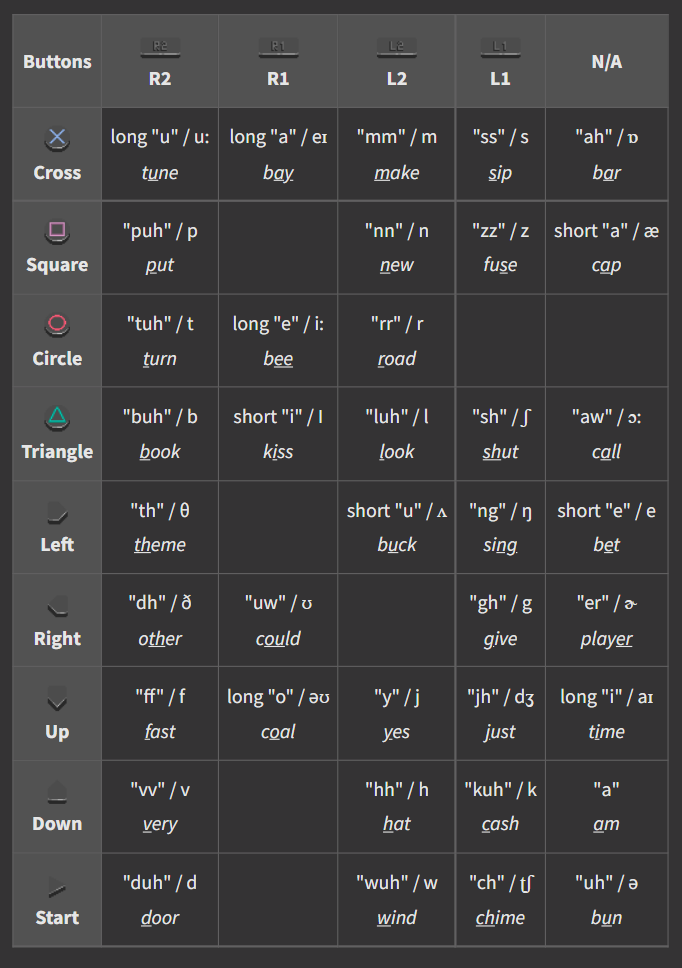 Buttons
R2
R2
R1
R1
L2
L2
L1
L1
N/A
Cross
long "u" / u:
tune
long "a" / eɪ
bay
"mm" / m
make
"ss" / s
sip
"ah" / ɒ
bar
Square
"puh" / p
put
"nn" / n
new
"zz" / z
fuse
short "a" / æ
cap
Circle
"tuh" / t
turn
long "e" / i:
bee
"rr" / r
road
Triangle
"buh" / b
book
short "i" / I
kiss
"luh" / l
look
"sh" / ʃ
shut
"aw" / ɔ:
call
Left
"th" / θ
theme
short "u" / ʌ
buck
"ng" / ŋ
sing
short "e" / e
bet
Right
"dh" / ð
other
"uw" / ʊ
could
"gh" / g
give
"er" / ɚ
player
Up
"ff" / f
fast
long "o" / əʊ
coal
"y" / j
yes
"jh" / dʒ
just
long "i" / aɪ
time
Down
"vv" / v
very
"hh" / h
hat
"kuh" / k
cash
"a"
am
Start
"duh" / d
door
"wuh" / w
wind
"ch" / ʈʃ
chime
"uh" / ə
bun